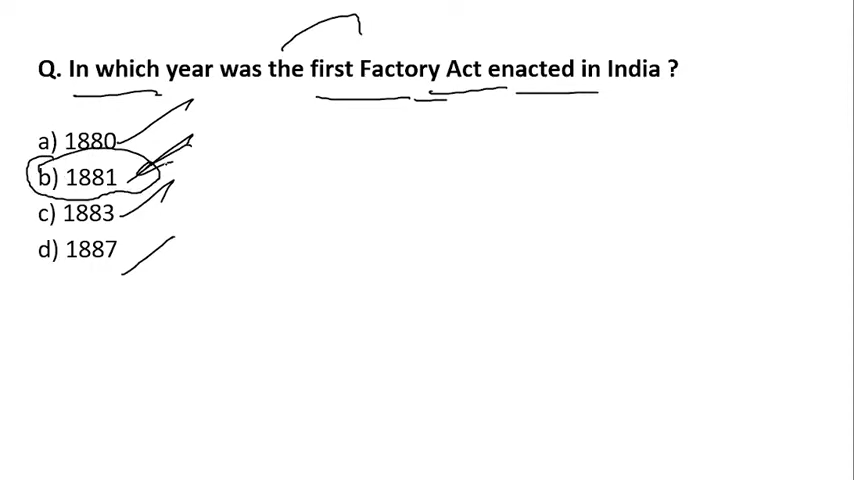 Q. In which year was the first Factory Act enacted in India ?
a) 1880
b) 1881
c) 1883
d) 1887